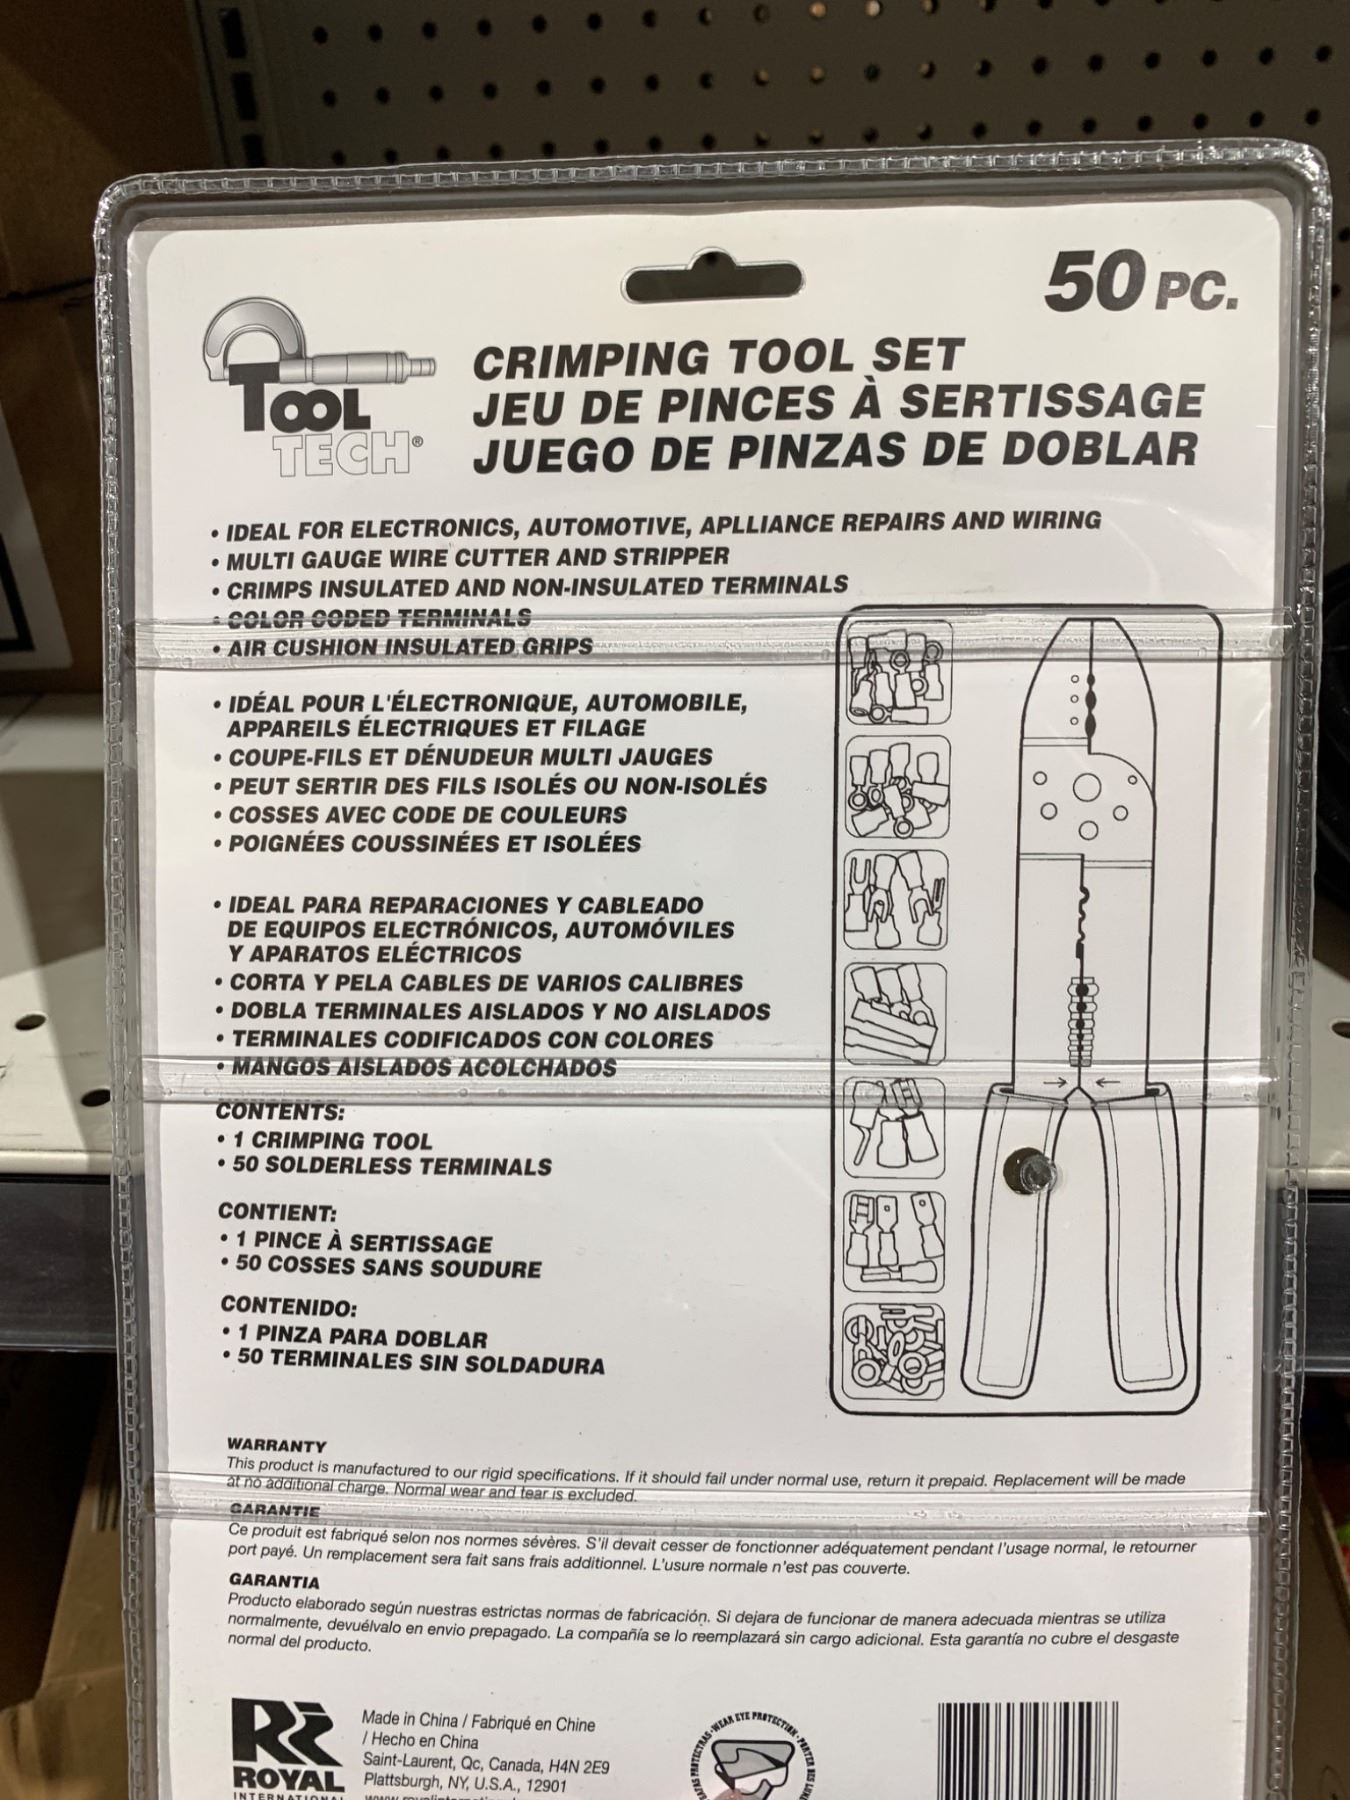 50 PC.
TOOL
TECH®
CRIMPING TOOL SET
JEU DE PINCES À SERTISSAGE
JUEGO DE PINZAS DE DOBLAR
• IDEAL FOR ELECTRONICS, AUTOMOTIVE, APLLIANCE REPAIRS AND WIRING
• MULTI GAUGE WIRE CUTTER AND STRIPPER
• CRIMPS INSULATED AND NON-INSULATED TERMINALS
• COLOR CODED TERMINALS
• AIR CUSHION INSULATED GRIPS
• IDÉAL POUR L'ÉLECTRONIQUE, AUTOMOBILE,
APPAREILS ÉLECTRIQUES ET FILAGE
• COUPE-FILS ET DÉNUDEUR MULTI JAUGES
• PEUT SERTIR DES FILS ISOLÉS OU NON-ISOLÉS
• COSSES AVEC CODE DE COULEURS
• POIGNÉES COUSSINÉES ET ISOLÉES
• IDEAL PARA REPARACIONES Y CABLEADO
DE EQUIPOS ELECTRÓNICOS, AUTOMÓVILES
Y APARATOS ELÉCTRICOS
• CORTA Y PELA CABLES DE VARIOS CALIBRES
• DOBLA TERMINALES AISLADOS Y NO AISLADOS
• TERMINALES CODIFICADOS CON COLORES
• MANGOS AISLADOS ACOLCHADOS
CONTENTS:
• 1 CRIMPING TOOL
• 50 SOLDERLESS TERMINALS
CONTIENT:
• 1 PINCE À SERTISSAGE
• 50 COSSES SANS SOUDURE
CONTENIDO:
• 1 PINZA PARA DOBLAR
• 50 TERMINALES SIN SOLDADURA
WARRANTY
This product is manufactured to our rigid specifications. If it should fail under normal use, return it prepaid. Replacement will be made
at no additional charge. Normal wear and tear is excluded.
GARANTIE
Ce produit est fabriqué selon nos normes sévères. S'il devait cesser de fonctionner adéquatement pendant l'usage normal, le retourner
port payé. Un remplacement sera fait sans frais additionnel. L'usure normale n'est pas couverte.
GARANTIA
Producto elaborado según nuestras estrictas normas de fabricación. Si dejara de funcionar de manera adecuada mientras se utiliza
normalmente, devuélvalo en envio prepagado. La compañía se lo reemplazará sin cargo adicional. Esta garantía no cubre el desgaste
normal del producto.
ROYAL
INTERNATIONAL
Made in China / Fabriqué en Chine
/ Hecho en China
Saint-Laurent, Qc, Canada, H4N 2E9
Plattsburgh, NY, U.S.A., 12901
WEAR EYE PROTECTION